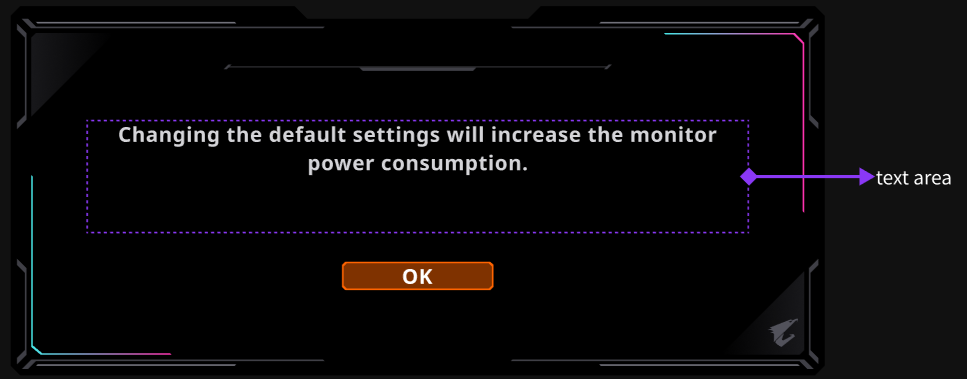 Changing the default settings will increase the monitor
power consumption.
text area
OK